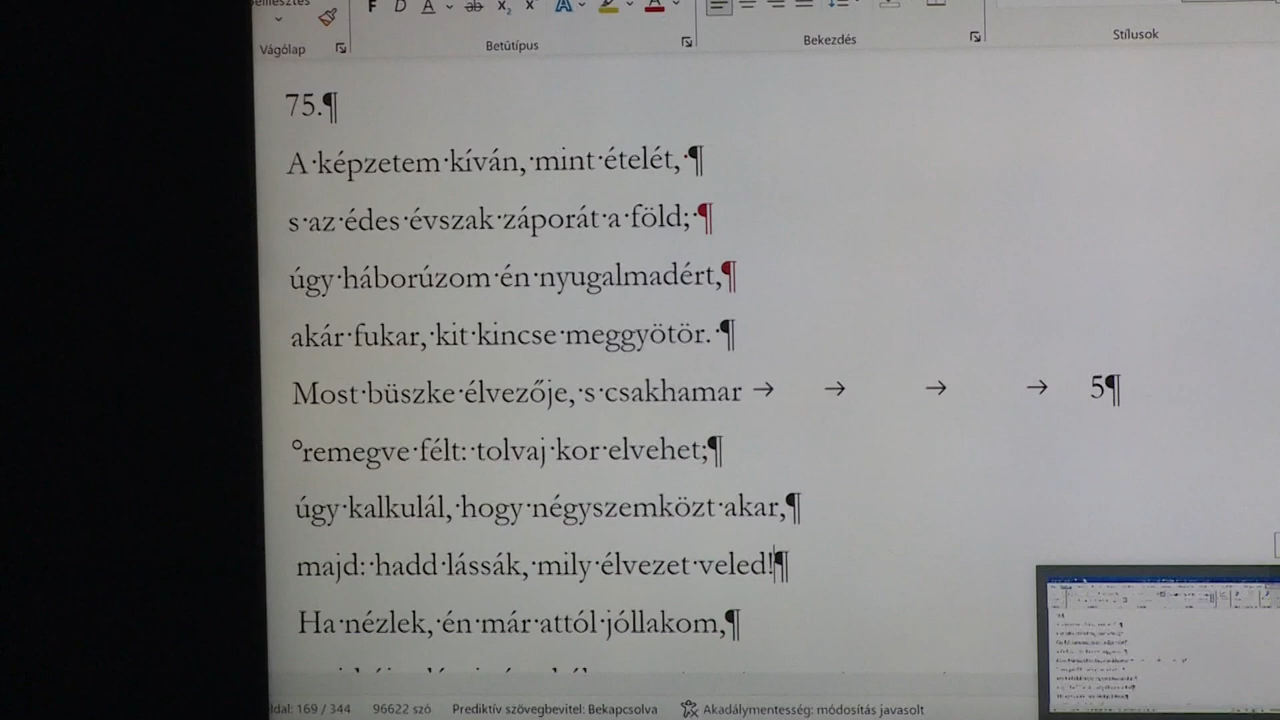 Vágólap Betűtípus Bekezdés Stílusok
75.¶
A·képzetem·kíván,·mint·ételét,·¶
s·az·édes·évszak·záporát·a·föld;·¶
úgy·háborúzom·én·nyugalmadért,¶
akár·fukar,·kit·kincse·meggyötör.·¶
Most·büszke·élvezője,·s·csakhamar → → → → 5¶
°remegve·félt:·tolvaj·kor·elvehet;¶
úgy·kalkulál,·hogy·négyszemközt·akar,¶
majd:·hadd·lássák,·mily·élvezet·veled!¶
Ha·nézlek,·én·már·attól·jóllakom,¶
169 / 344 96622 szó Prediktív szövegbevitel: Bekapcsolva Akadálymentesség: módosítás javasolt